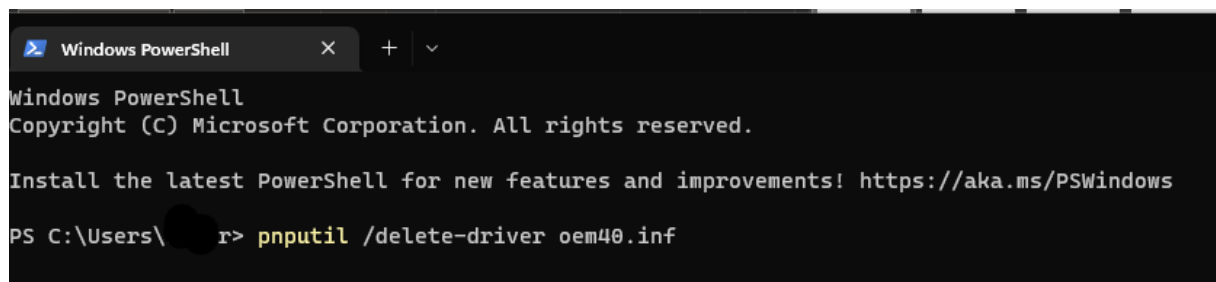 Windows PowerShell
Windows PowerShell
Copyright (C) Microsoft Corporation. All rights reserved.
Install the latest PowerShell for new features and improvements! https://aka.ms/PSWindows
PS C:\Users\ r> pnputil /delete-driver oem40.inf